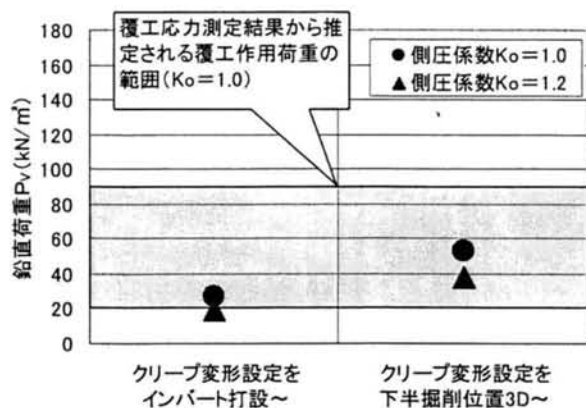 覆工応力測定結果から推
定される覆工作用荷重の
範囲(Ko=1.0)
●側圧係数Ko=1.0
▲側圧係数Ko=1.2
鉛直荷重Pv(kN/㎡)
180
160
140
120
100
80
60
40
20
0
クリープ変形設定を
インバート打設～
クリープ変形設定を
下半掘削位置3D～